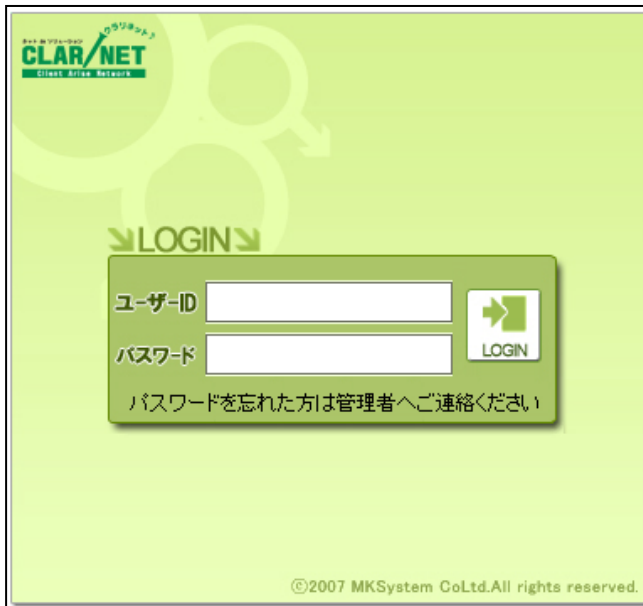 クラリネット♪
CLAR/NET
Client Arise Network
LOGIN
ユーザーID
パスワード
LOGIN
パスワードを忘れた方は管理者へご連絡ください
©2007 MKSystem CoLtd.All rights reserved.